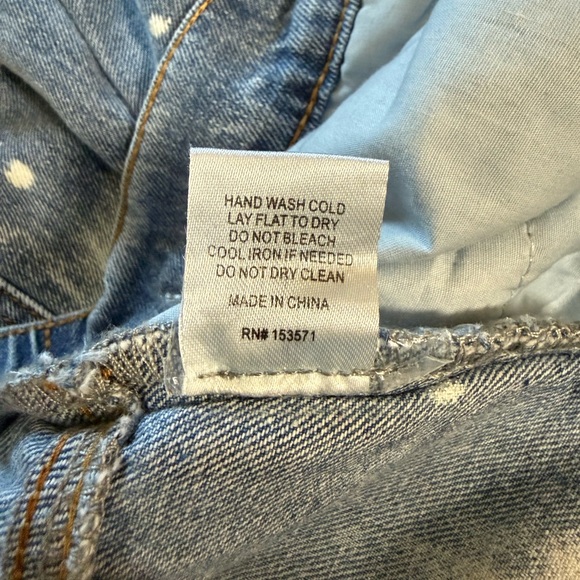 HAND WASH COLD
LAY FLAT TO DRY
DO NOT BLEACH
COOL IRON IF NEEDED
DO NOT DRY CLEAN
MADE IN CHINA
RN# 153571